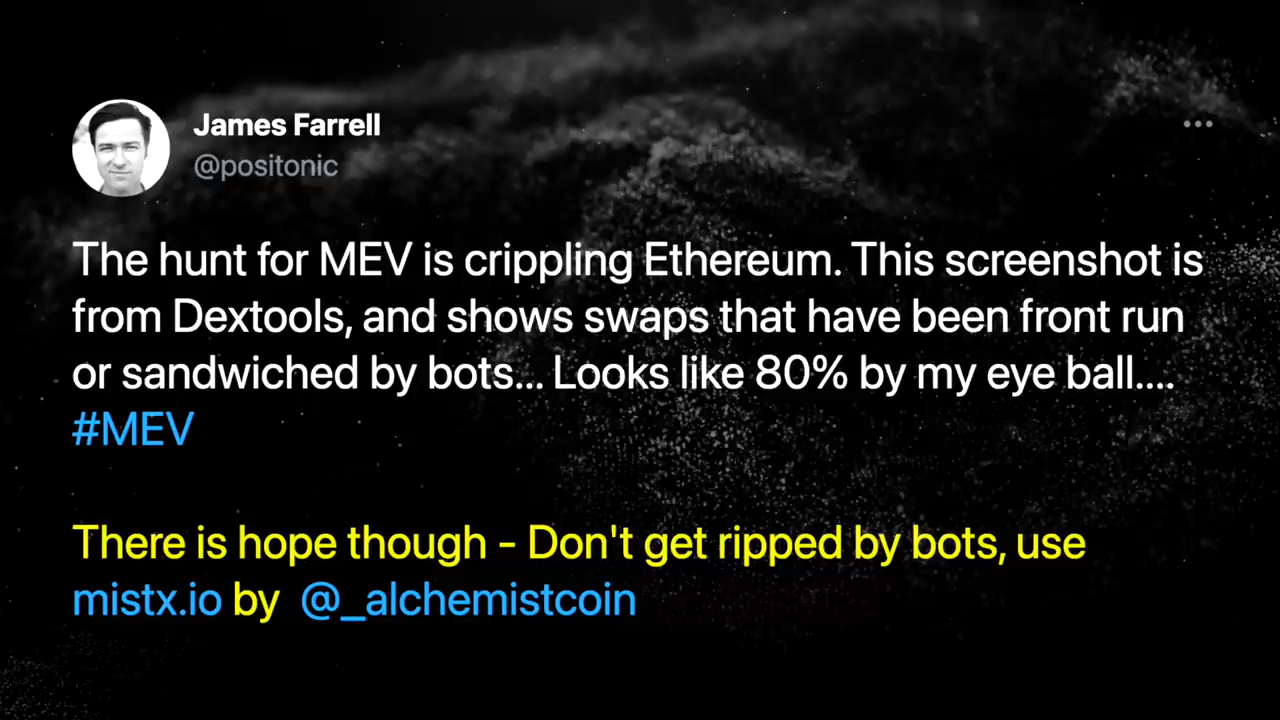 James Farrell
@positonic
The hunt for MEV is crippling Ethereum. This screenshot is
from Dextools, and shows swaps that have been front run
or sandwiched by bots... Looks like 80% by my eye ball....
#MEV
There is hope though - Don't get ripped by bots, use
mistx.io by @_alchemistcoin